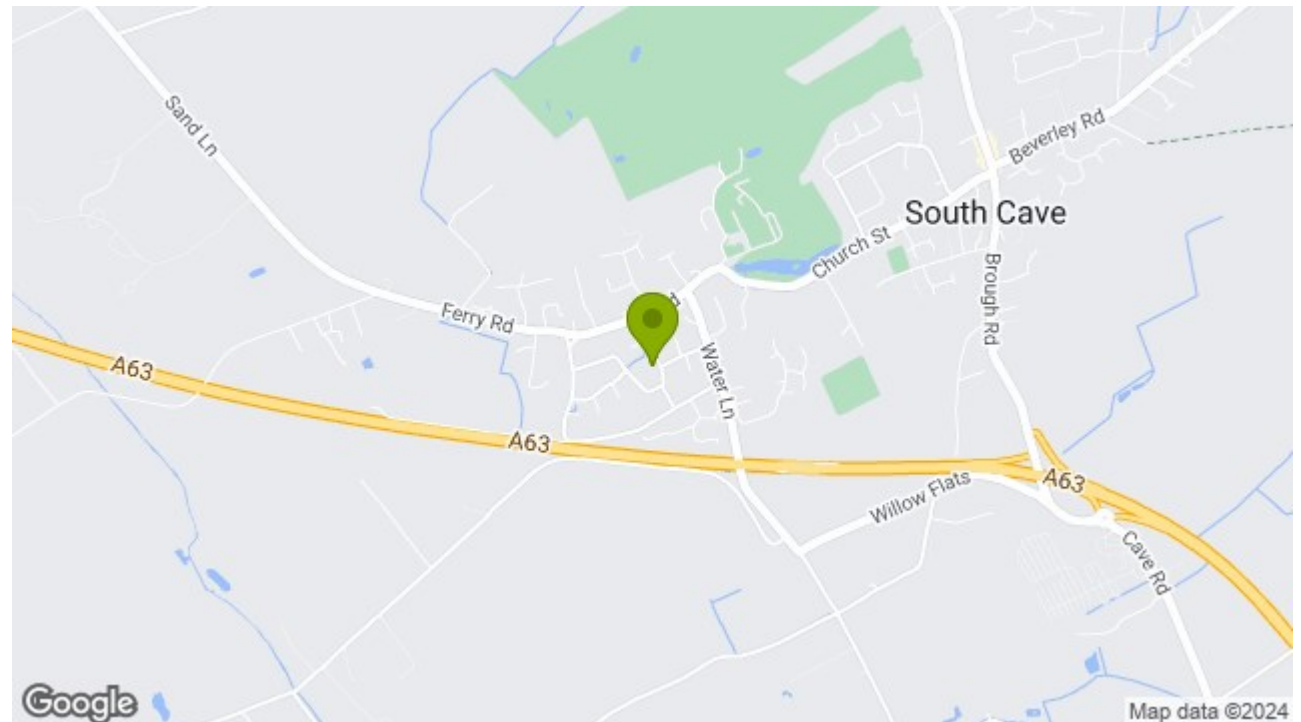 Sand Ln
Beverley Rd
South Cave
Church St
Brough Rd
Ferry Rd
Water Ln
A63
A63
A63
Willow Flats
Cave Rd
Google
Map data ©2024